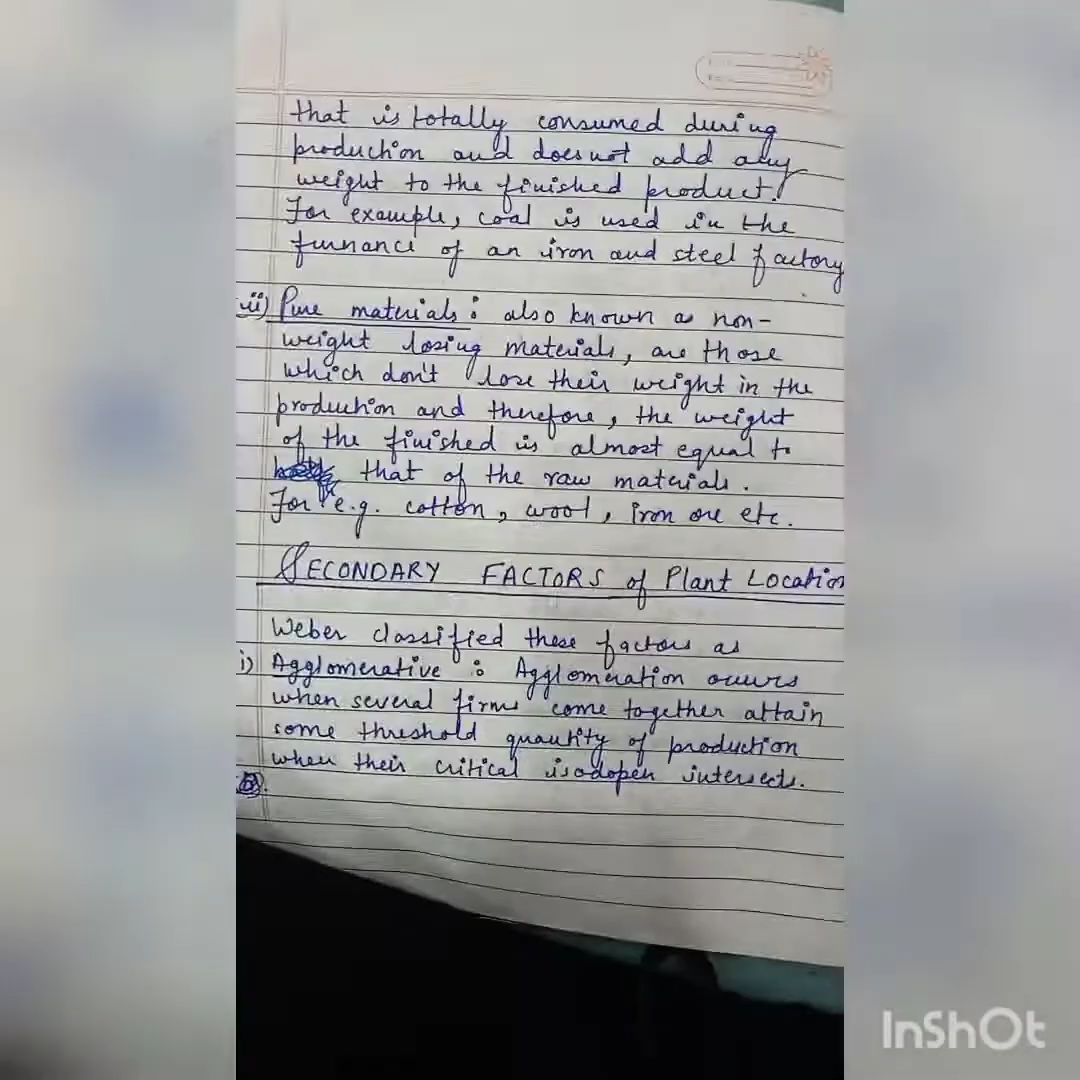 that is totally consumed during
production and does not add any
weight to the finished product.
For example, coal is used in the
furnance of an iron and steel factory
ii) Pure materials : also known as non-
weight losing materials, are those
which don't lose their weight in the
production and therefore, the weight
of the finished is almost equal to
that of the raw materials.
For e.g. cotton, wool, iron ore etc.
SECONDARY FACTORS of Plant Location
Weber classified these factors as
i) Agglomerative : Agglomeration occurs
when several firms come together attain
some threshold quantity of production
when their critical isodopen intersects.
InShOt